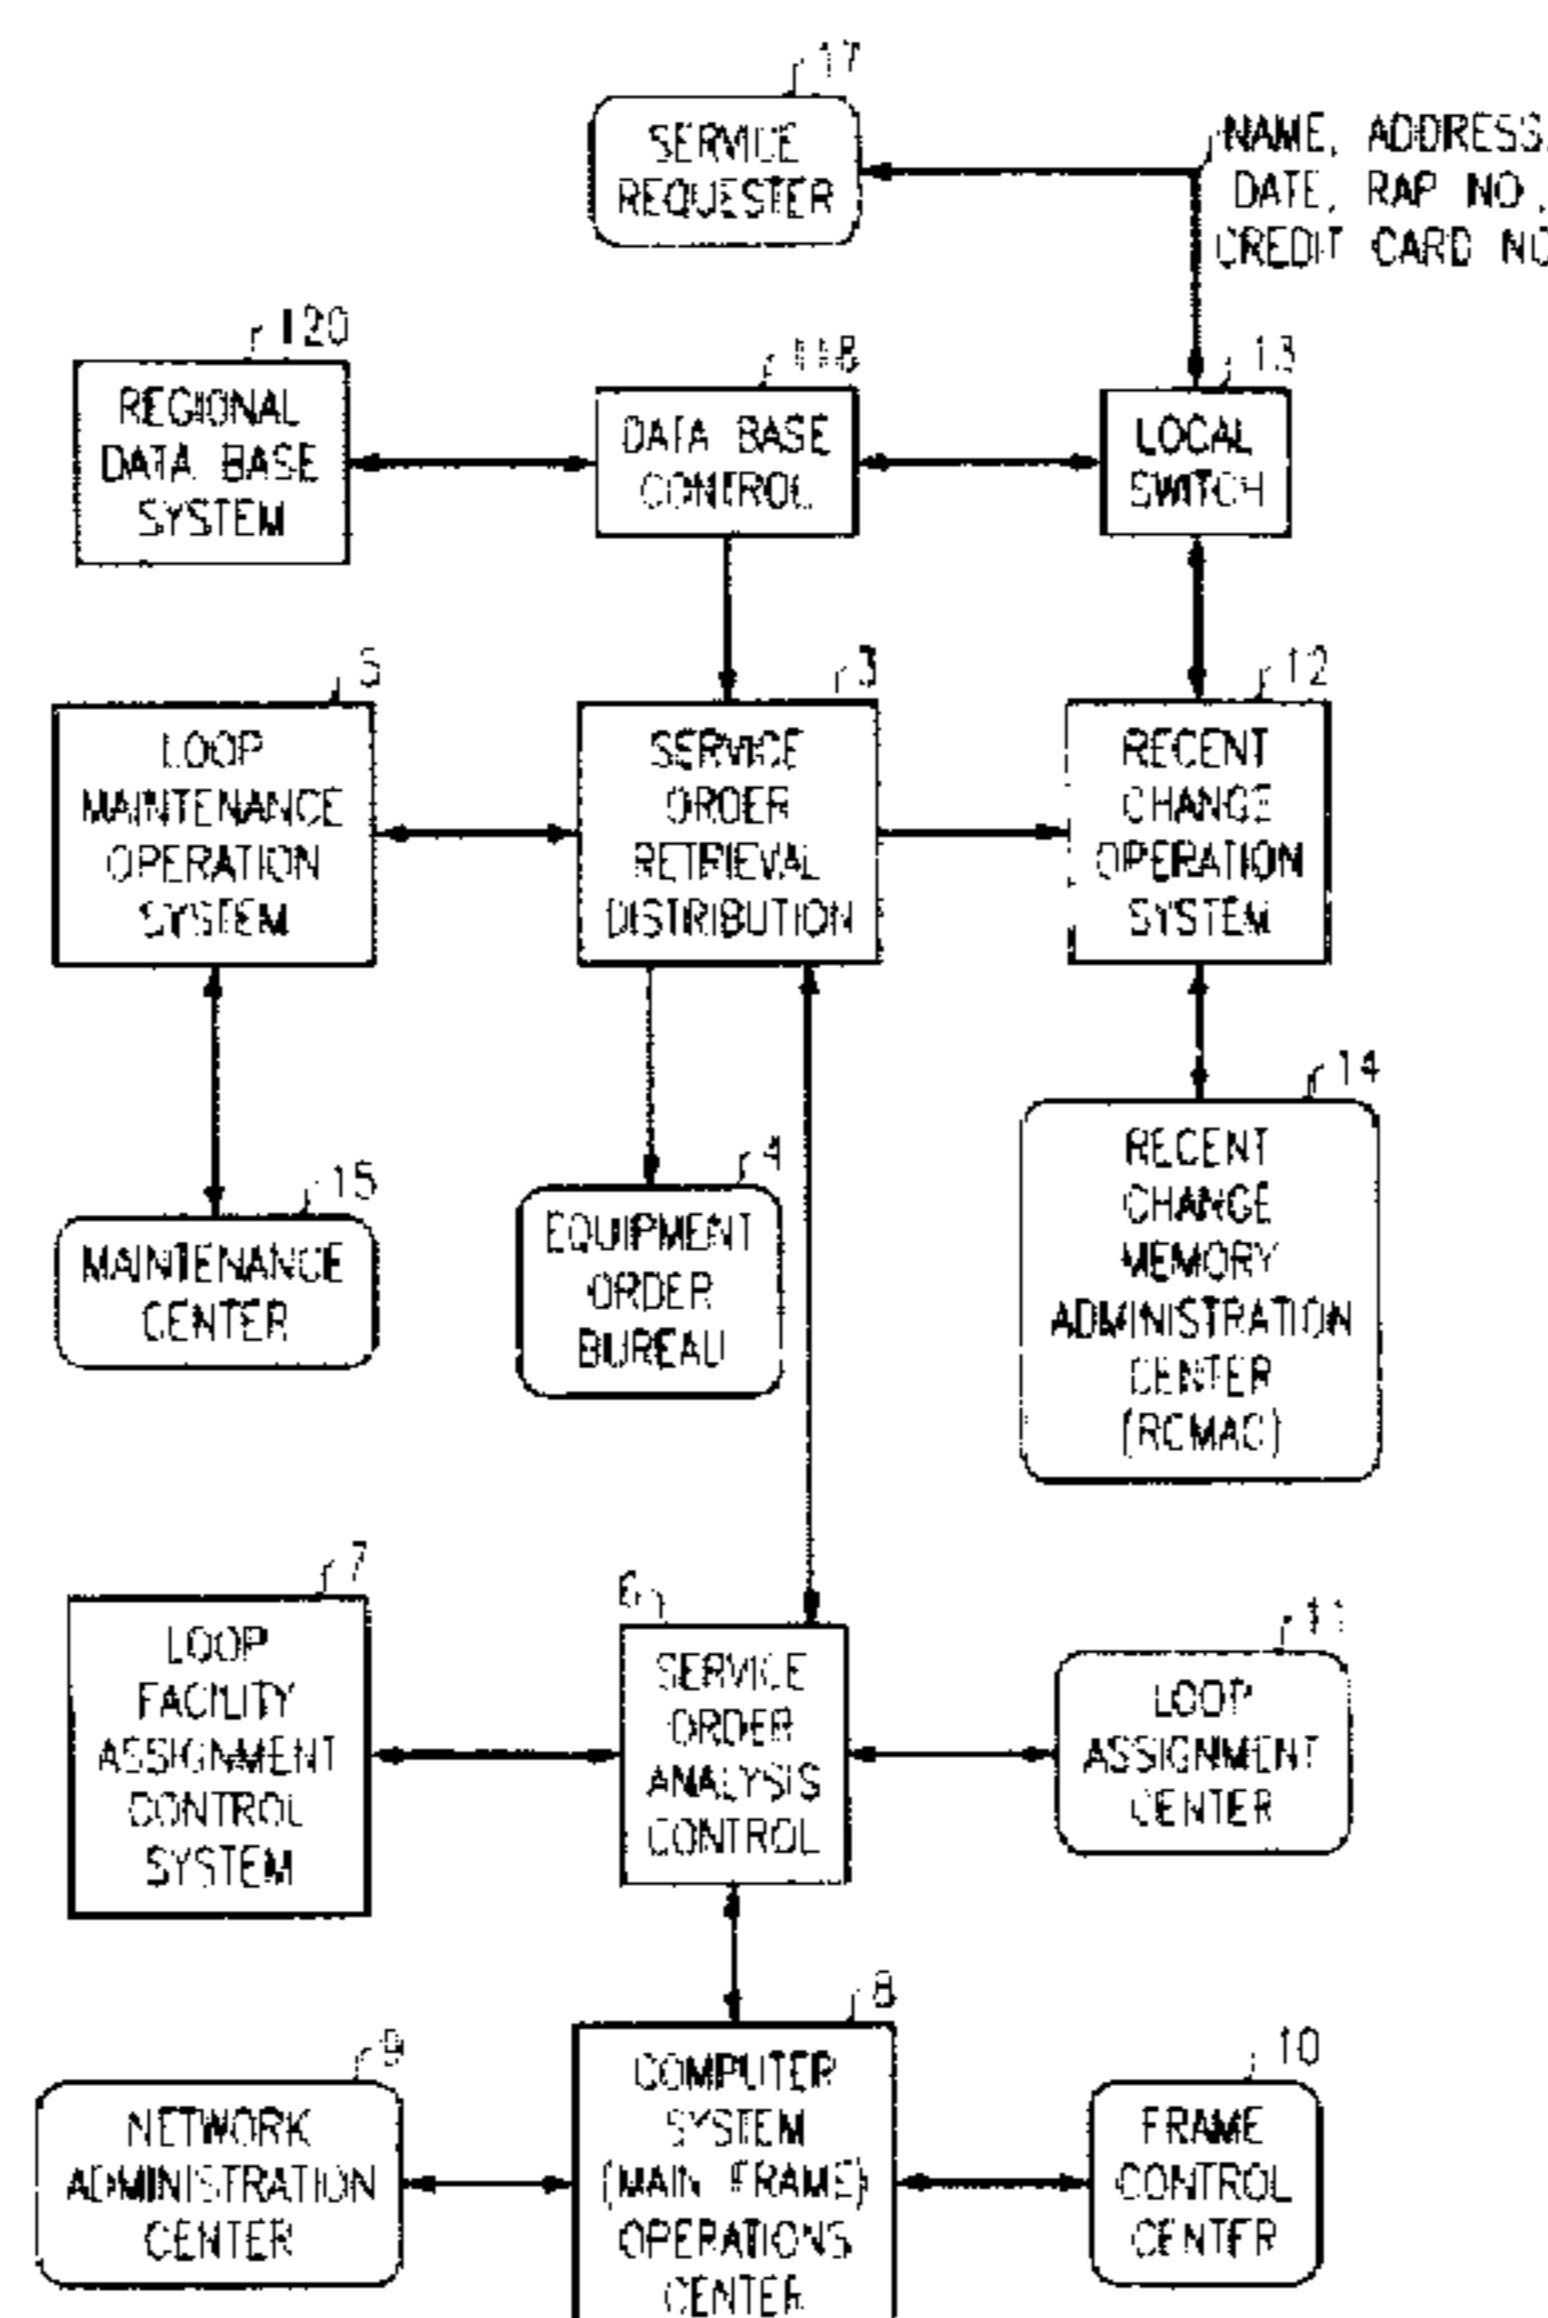 17
SERVICE
REQUESTER
NAME, ADDRESS,
DATE, RAP NO.,
CREDIT CARD NO
120
REGIONAL
DATA BASE
SYSTEM
118
DATA BASE
CONTROL
13
LOCAL
SWITCH
5
LOOP
MAINTENANCE
OPERATION
SYSTEM
3
SERVICE
ORDER
RETRIEVAL
DISTRIBUTION
12
RECENT
CHANGE
OPERATION
SYSTEM
15
MAINTENANCE
CENTER
4
EQUIPMENT
ORDER
BUREAU
14
RECENT
CHANGE
MEMORY
ADMINISTRATION
CENTER
(RCMAC)
7
LOOP
FACILITY
ASSIGNMENT
CONTROL
SYSTEM
6
SERVICE
ORDER
ANALYSIS
CONTROL
11
LOOP
ASSIGNMENT
CENTER
9
NETWORK
ADMINISTRATION
CENTER
8
COMPUTER
SYSTEM
(MAIN FRAME)
OPERATIONS
CENTER
10
FRAME
CONTROL
CENTER